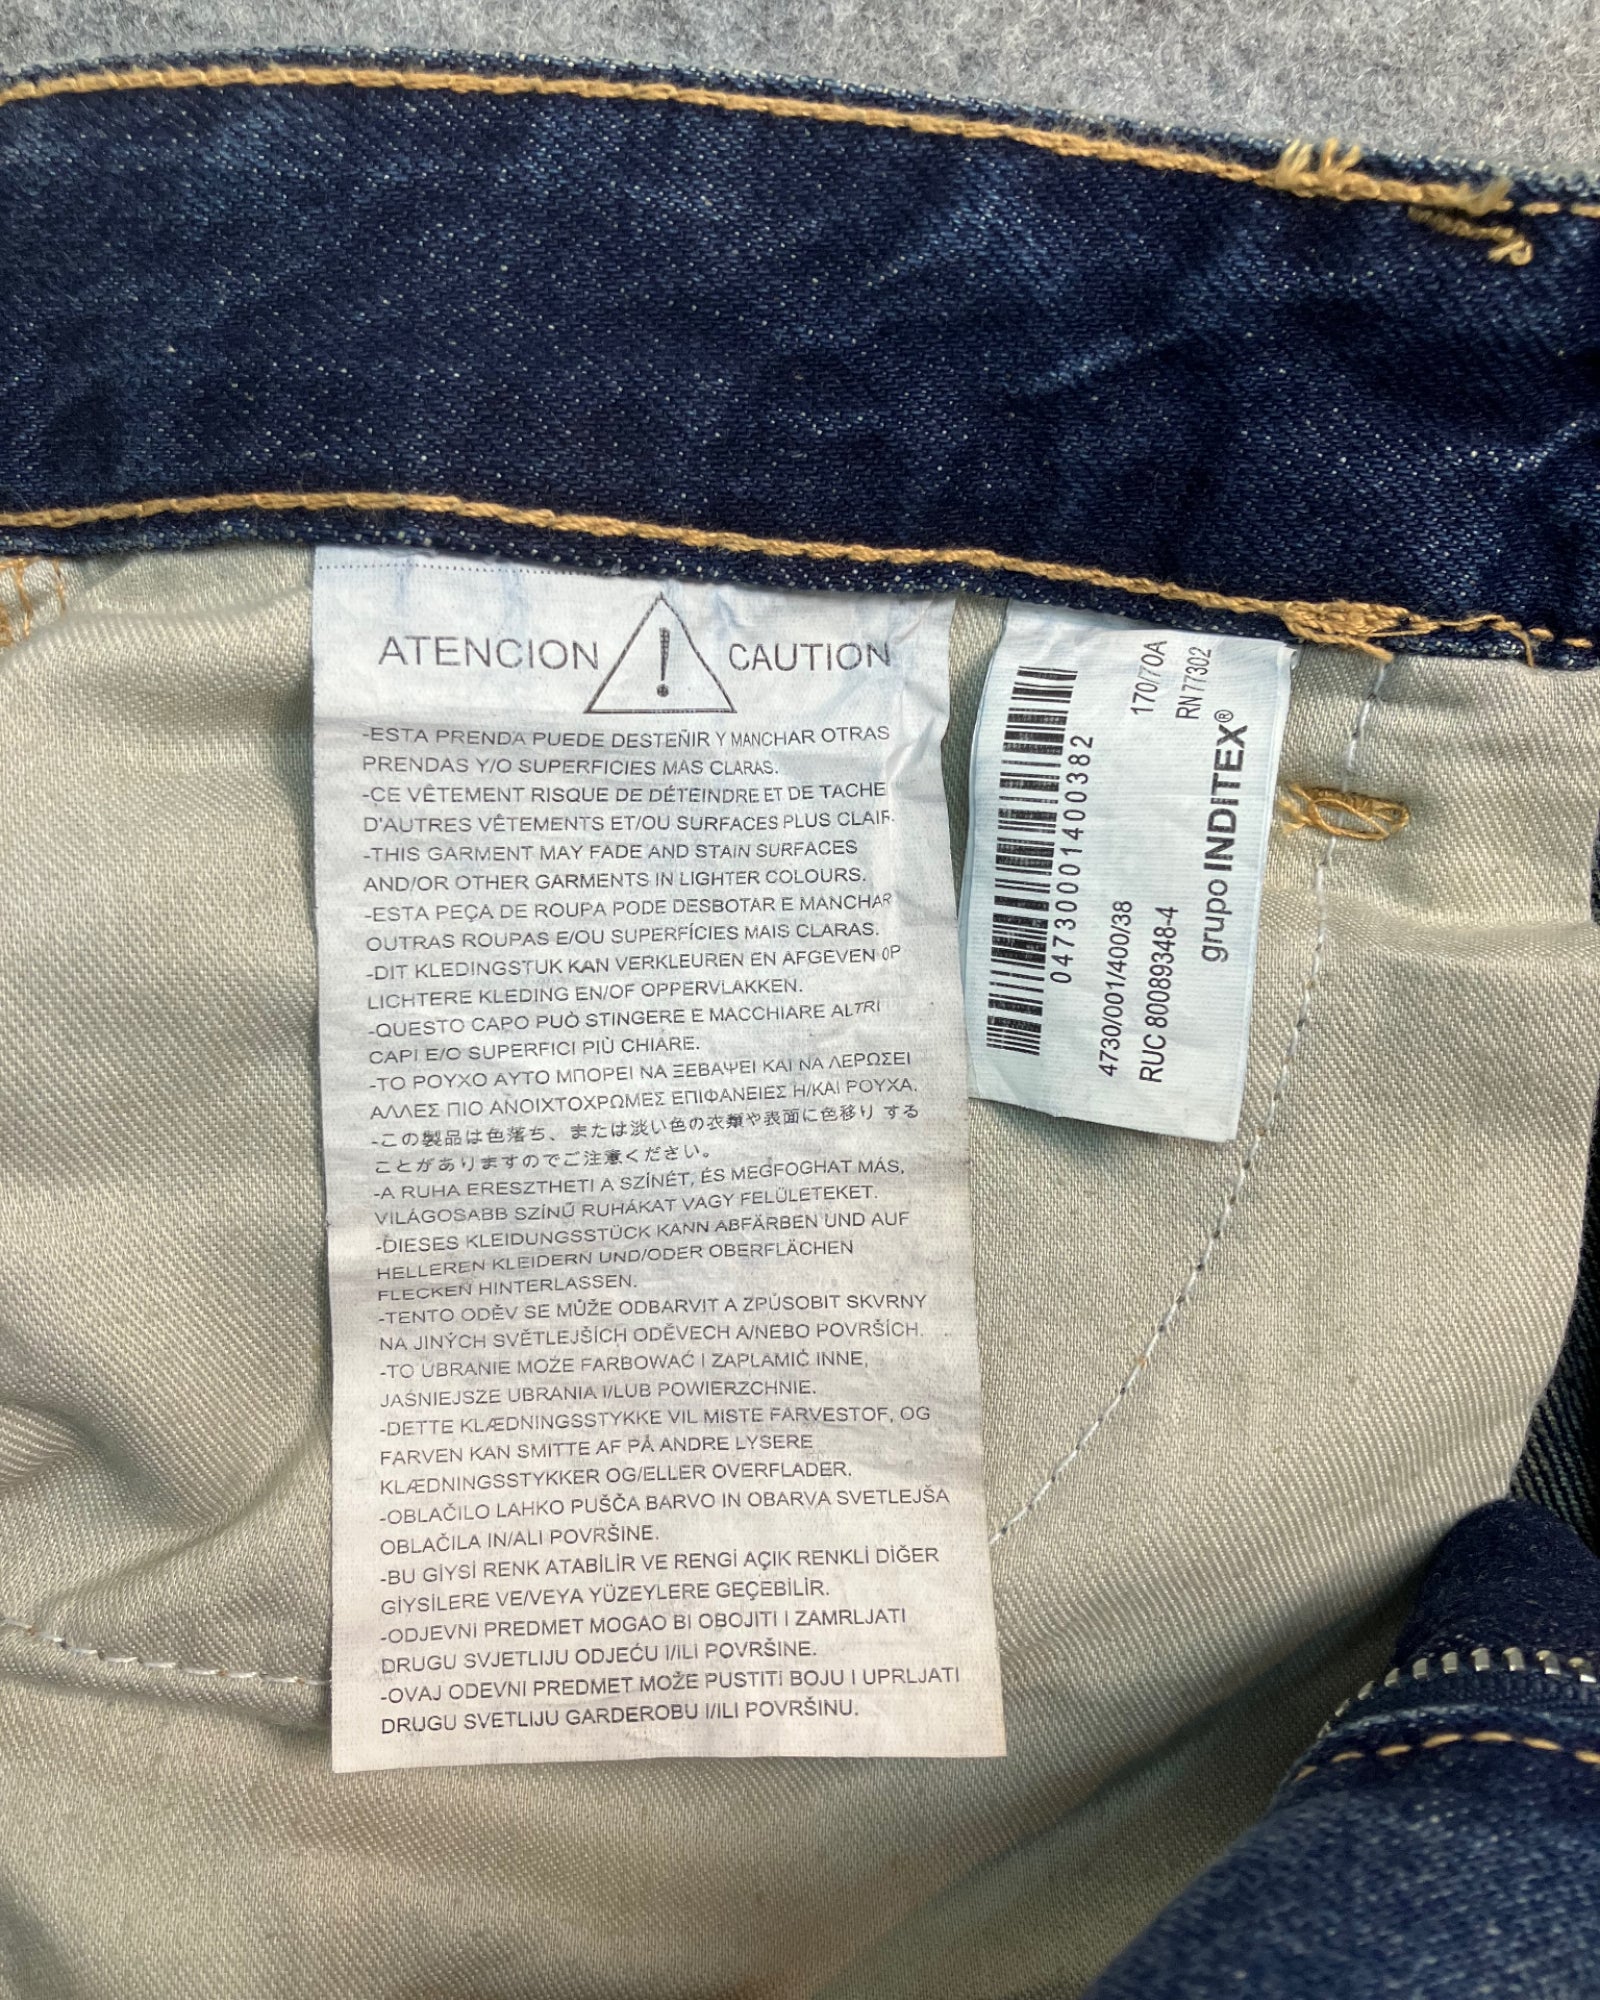 ATENCION ! CAUTION
-ESTA PRENDA PUEDE DESTEÑIR Y MANCHAR OTRAS
PRENDAS Y/O SUPERFICIES MAS CLARAS.
-CE VÊTEMENT RISQUE DE DÉTEINDRE ET DE TACHE
D'AUTRES VÊTEMENTS ET/OU SURFACES PLUS CLAIR.
-THIS GARMENT MAY FADE AND STAIN SURFACES
AND/OR OTHER GARMENTS IN LIGHTER COLOURS.
-ESTA PEÇA DE ROUPA PODE DESBOTAR E MANCHAR
OUTRAS ROUPAS E/OU SUPERFÍCIES MAIS CLARAS.
-DIT KLEDINGSTUK KAN VERKLEUREN EN AFGEVEN OP
LICHTERE KLEDING EN/OF OPPERVLAKKEN.
-QUESTO CAPO PUÒ STINGERE E MACCHIARE ALTRI
CAPI E/O SUPERFICI PIÙ CHIARE.
-ΤΟ ΡΟΥΧΟ ΑΥΤΟ ΜΠΟΡΕΙ ΝΑ ΞΕΒΑΨΕΙ ΚΑΙ ΝΑ ΛΕΡΩΣΕΙ
ΑΛΛΕΣ ΠΙΟ ΑΝΟΙΧΤΟΧΡΩΜΕΣ ΕΠΙΦΑΝΕΙΕΣ Η/ΚΑΙ ΡΟΥΧΑ.
-この製品は色落ち、または淡い色の衣類や表面に色移り する
ことがありますのでご注意ください。
-A RUHA ERESZTHETI A SZÍNÉT, ÉS MEGFOGHAT MÁS,
VILÁGOSABB SZÍNŰ RUHÁKAT VAGY FELÜLETEKET.
-DIESES KLEIDUNGSSTÜCK KANN ABFÄRBEN UND AUF
HELLEREN KLEIDERN UND/ODER OBERFLÄCHEN
FLECKEN HINTERLASSEN.
-TENTO ODĚV SE MŮŽE ODBARVIT A ZPŮSOBIT SKVRNY
NA JINÝCH SVĚTLEJŠÍCH ODĚVECH A/NEBO POVRŠÍCH.
-TO UBRANIE MOŻE FARBOWAĆ I ZAPLAMIĆ INNE,
JAŚNIEJSZE UBRANIA I/LUB POWIERZCHNIE.
-DETTE KLÆDNINGSSTYKKE VIL MISTE FARVESTOF, OG
FARVEN KAN SMITTE AF PÅ ANDRE LYSERE
KLÆDNINGSSTYKKER OG/ELLER OVERFLADER.
-OBLAČILO LAHKO PUŠČA BARVO IN OBARVA SVETLEJŠA
OBLAČILA IN/ALI POVRŠINE.
-BU GİYSİ RENK ATABİLİR VE RENGİ AÇIK RENKLİ DİĞER
GİYSİLERE VE/VEYA YÜZEYLERE GEÇEBİLİR.
-ODJEVNI PREDMET MOGAO BI OBOJITI I ZAMRLJATI
DRUGU SVJETLIJU ODJEĆU I/ILI POVRŠINE.
-OVAJ ODEVNI PREDMET MOŽE PUSTITI BOJU I UPRLJATI
DRUGU SVETLIJU GARDEROBU I/ILI POVRŠINU.
04730001400382
4730/001/400/38 170/70A
RUC 80089348-4 RN 77302
grupo INDITEX®